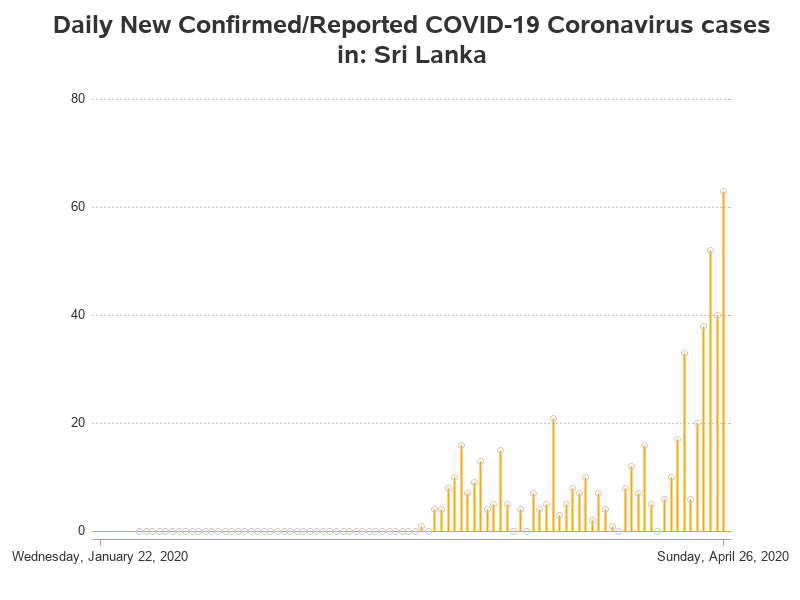 Daily New Confirmed/Reported COVID-19 Coronavirus cases
in: Sri Lanka
80
60
40
20
0
Wednesday, January 22, 2020
Sunday, April 26, 2020